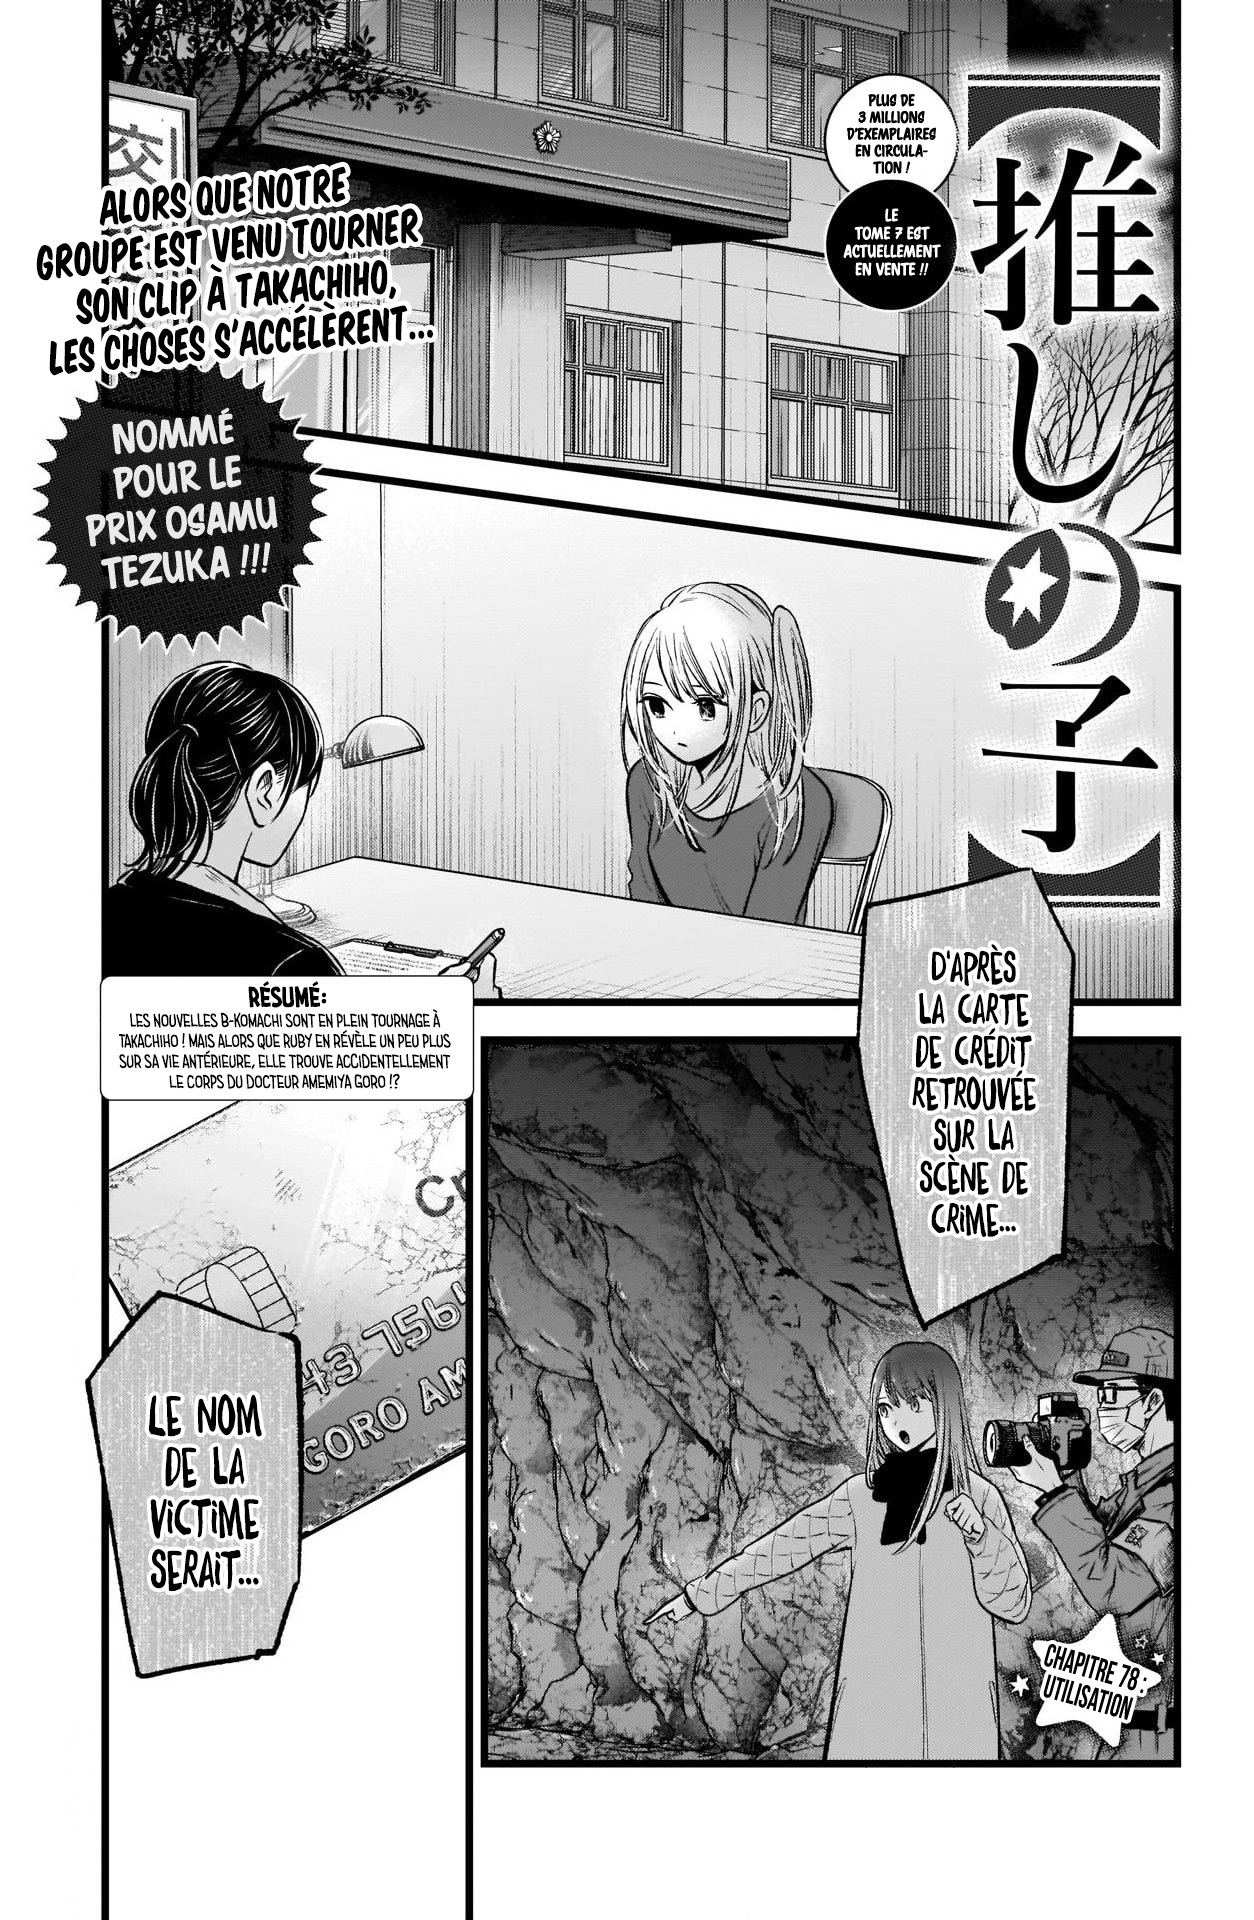 【推しの子】
PLUS DE
3 MILLIONS
D'EXEMPLAIRES
EN CIRCULA-
TION !
LE
TOME 7 EST
ACTUELLEMENT
EN VENTE !!
交
ALORS QUE NOTRE
GROUPE EST VENU TOURNER
SON CLIP À TAKACHIHO,
LES CHOSES S'ACCÉLÈRENT...
NOMMÉ
POUR LE
PRIX OSAMU
TEZUKA !!!
D'APRÈS
LA CARTE
DE CRÉDIT
RETROUVÉE
SUR LA
SCÈNE DE
CRIME...
RÉSUMÉ:
LES NOUVELLES B-KOMACHI SONT EN PLEIN TOURNAGE À
TAKACHIHO ! MAIS ALORS QUE RUBY EN RÉVÈLE UN PEU PLUS
SUR SA VIE ANTÉRIEURE, ELLE TROUVE ACCIDENTELLEMENT
LE CORPS DU DOCTEUR AMEMIYA GORO !?
43 756
GORO AM
LE NOM
DE LA
VICTIME
SERAIT...
CHAPITRE 78 :
UTILISATION